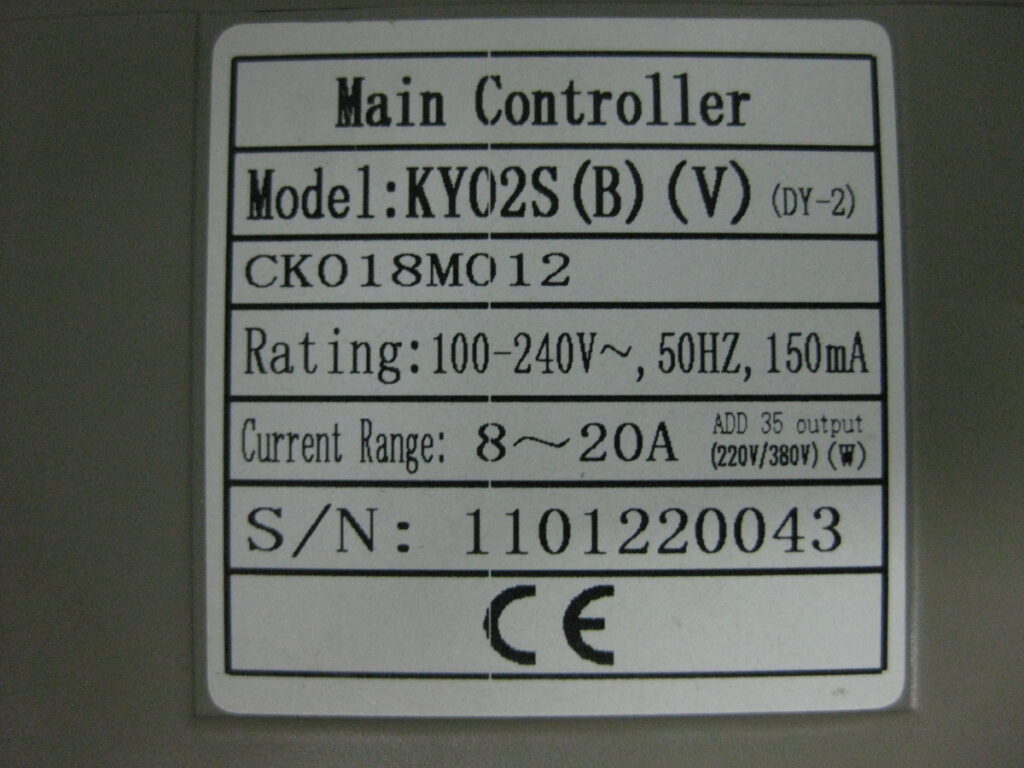 Main Controller
Model:KY02S(B)(V) (DY-2)
CK018M012
Rating:100-240V~,50HZ,150mA
Current Range: 8~20A ADD 35 output
(220V/380V)(W)
S/N: 1101220043
CE